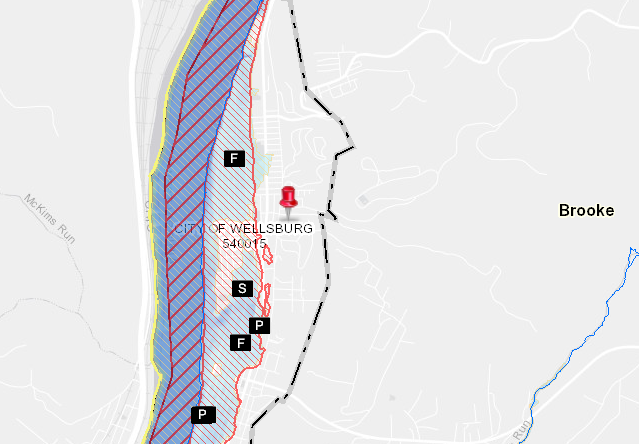 F
McKims Run
Brooke
CITY OF WELLSBURG
540015
S
P
F
P
Run